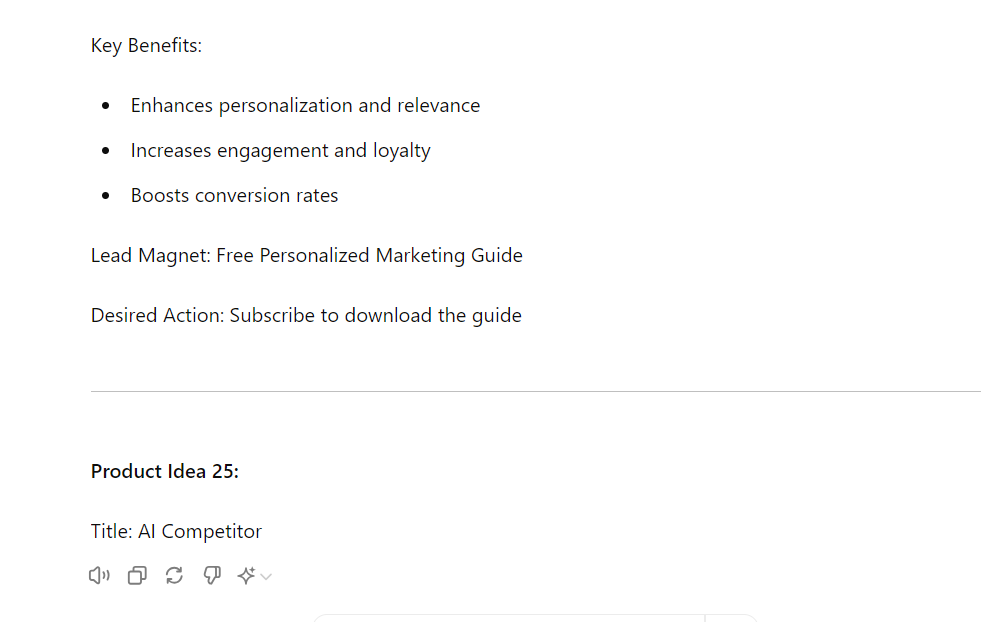 Key Benefits:
• Enhances personalization and relevance
• Increases engagement and loyalty
• Boosts conversion rates
Lead Magnet: Free Personalized Marketing Guide
Desired Action: Subscribe to download the guide
Product Idea 25:
Title: AI Competitor